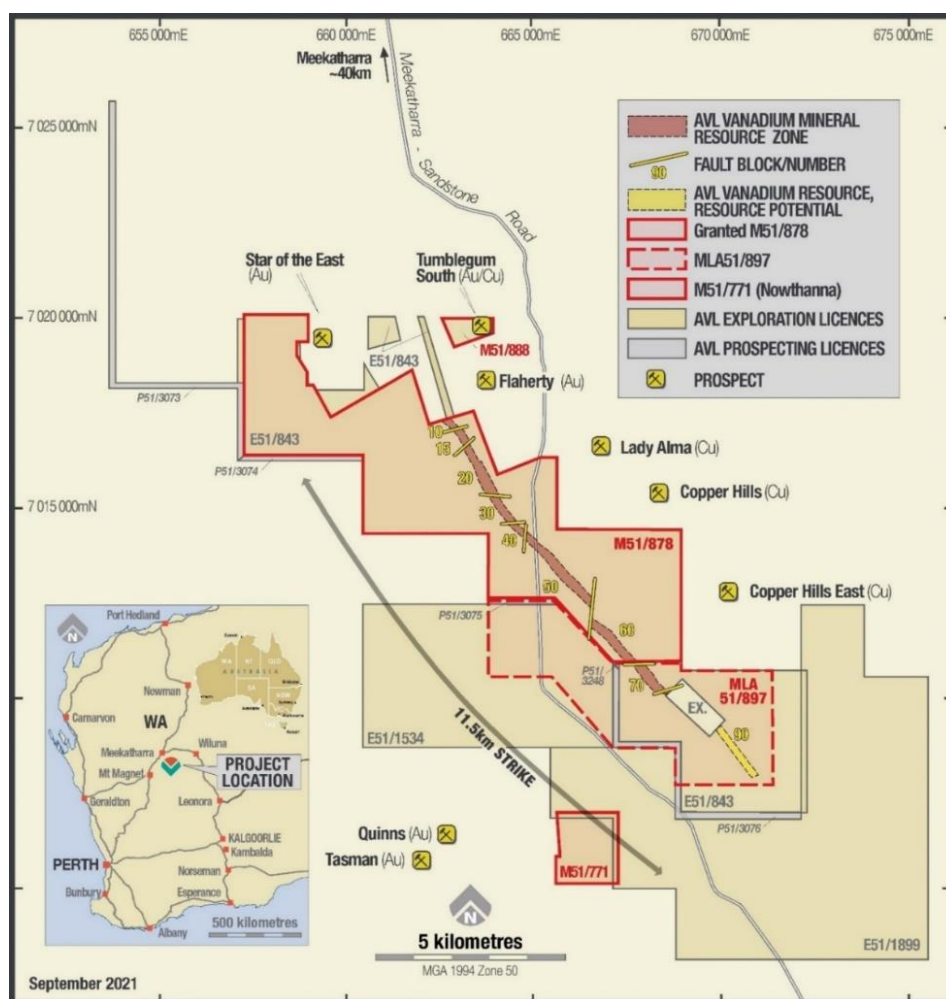 655 000mE
660 000mE
665 000mE
670 000mE
675 000mE
Meekatharra
~40km
Meekatharra - Sandstone Road
7 025 000mN
7 020 000mN
7 015 000mN
AVL VANADIUM MINERAL
RESOURCE ZONE
90
FAULT BLOCK/NUMBER
AVL VANADIUM RESOURCE,
RESOURCE POTENTIAL
Granted M51/878
MLA51/897
M51/771 (Nowthanna)
AVL EXPLORATION LICENCES
AVL PROSPECTING LICENCES
PROSPECT
Star of the East
(Au)
Tumblegum
South (Au/Cu)
E51/843
M51/888
Flaherty (Au)
P51/3073
E51/843
P51/3074
10
15
20
30
40
50
60
70
90
Lady Alma (Cu)
Copper Hills (Cu)
M51/878
Copper Hills East (Cu)
P51/3075
P51/
3248
MLA
51/897
EX.
E51/1534
11.5km STRIKE
E51/843
P51/3076
Quinns (Au)
Tasman (Au)
M51/771
E51/1899
N
5 kilometres
MGA 1994 Zone 50
N
Port Hedland
Newman
Carnarvon
WA
Meekatharra
Wiluna
Mt Magnet
PROJECT
LOCATION
Geraldton
Leonora
KALGOORLIE
Kambalda
PERTH
Norseman
Bunbury
Esperance
Albany
500 kilometres
WA
NT
QLD
AUSTRALIA
SA
NSW
September 2021